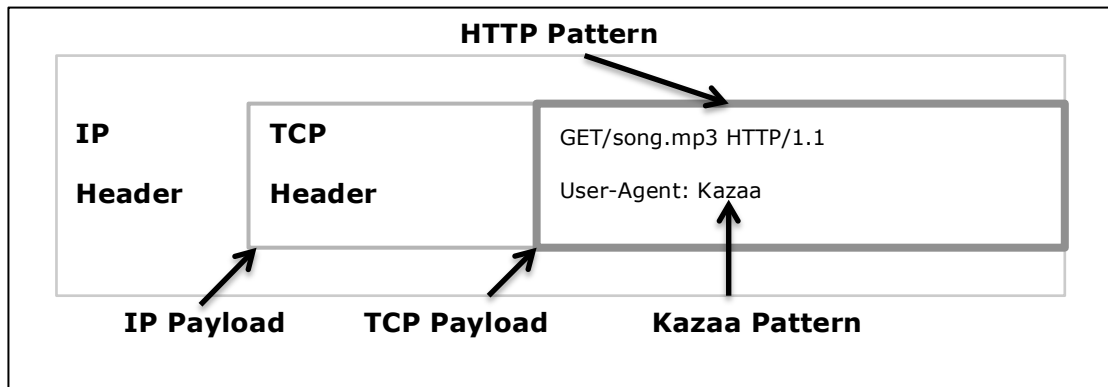 HTTP Pattern
IP
Header
TCP
Header
GET/song.mp3 HTTP/1.1
User-Agent: Kazaa
IP Payload
TCP Payload
Kazaa Pattern